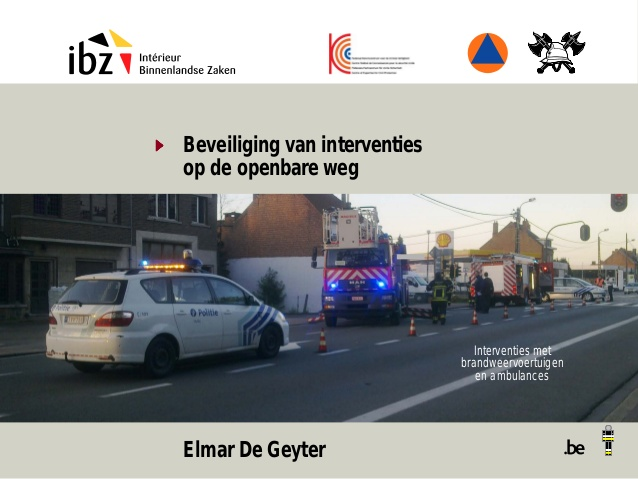 ibz
Intérieur
Binnenlandse Zaken
Beveiliging van interventies
op de openbare weg
Politie
MAN
Interventies met
brandweervoertuigen
en ambulances
Elmar De Geyter
.be